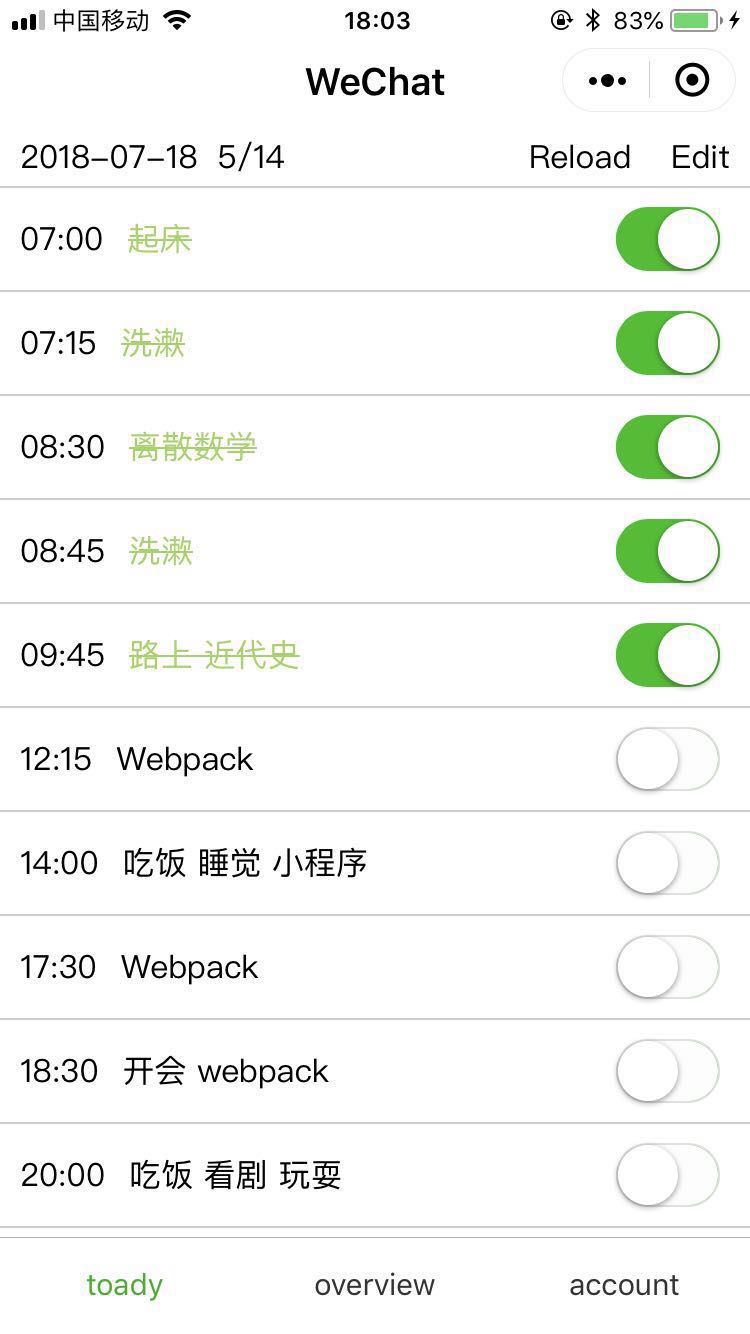 中国移动 18:03 83%
WeChat
2018-07-18 5/14 Reload Edit
07:00 起床
07:15 洗漱
08:30 离散数学
08:45 洗漱
09:45 路上 近代史
12:15 Webpack
14:00 吃饭 睡觉 小程序
17:30 Webpack
18:30 开会 webpack
20:00 吃饭 看剧 玩耍
toady overview account